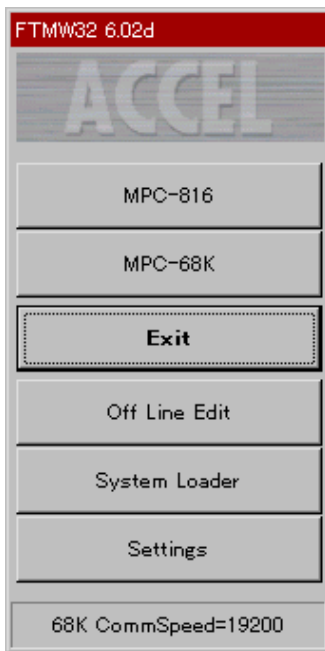 FTMW32 6.02d
ACCEL
MPC-816
MPC-68K
Exit
Off Line Edit
System Loader
Settings
68K CommSpeed=19200